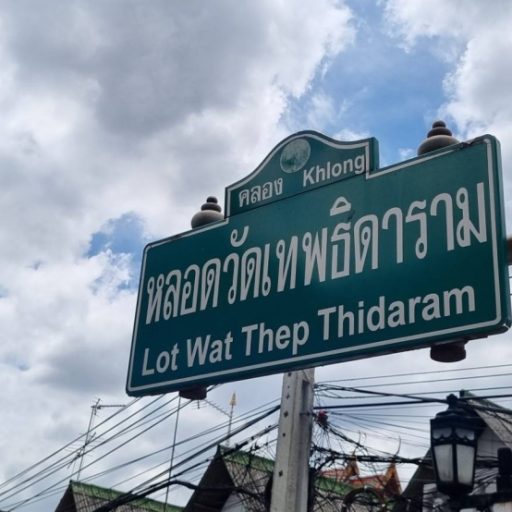 คลอง Khlong
หลอดวัดเทพธิดาราม
Lot Wat Thep Thidaram